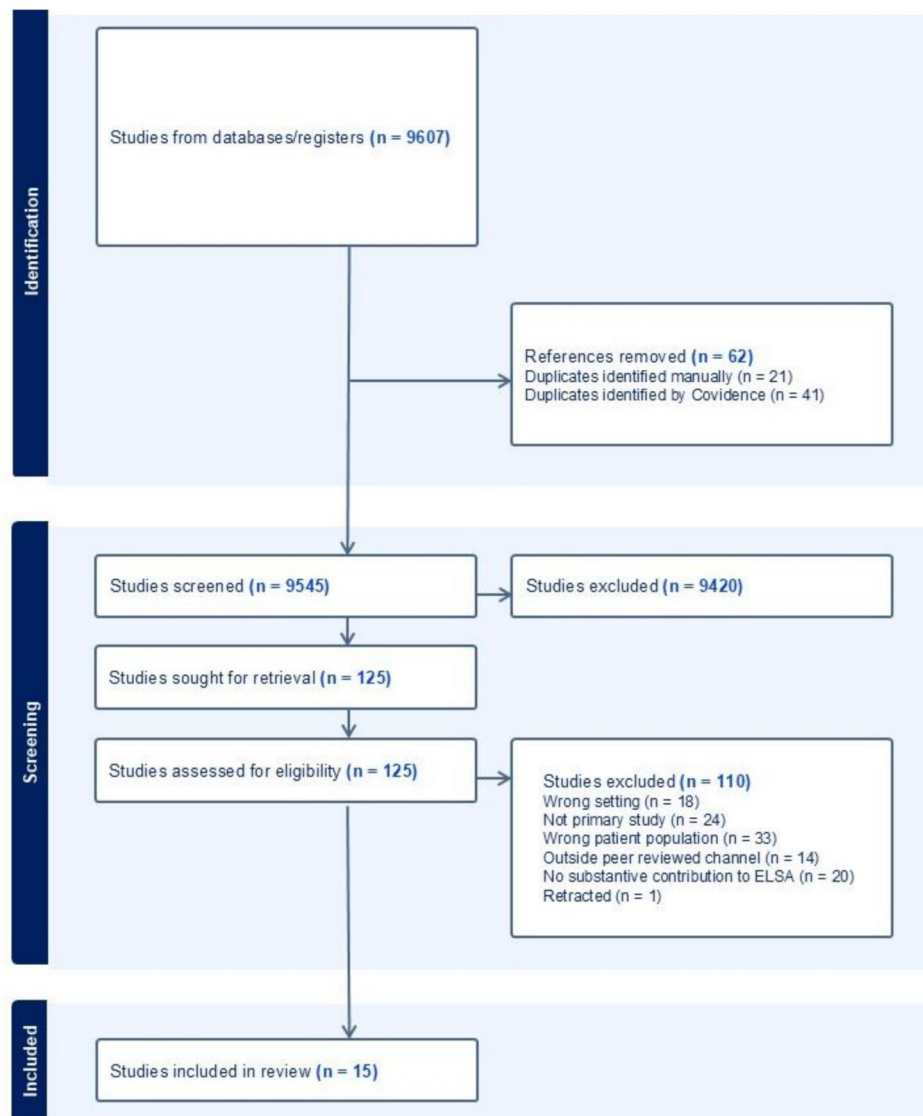 Identification
Studies from databases/registers (n = 9607)
References removed (n = 62)
Duplicates identified manually (n = 21)
Duplicates identified by Covidence (n = 41)
Screening
Studies screened (n = 9545)
Studies excluded (n = 9420)
Studies sought for retrieval (n = 125)
Studies assessed for eligibility (n = 125)
Studies excluded (n = 110)
Wrong setting (n = 18)
Not primary study (n = 24)
Wrong patient population (n = 33)
Outside peer reviewed channel (n = 14)
No substantive contribution to ELSA (n = 20)
Retracted (n = 1)
Included
Studies included in review (n = 15)